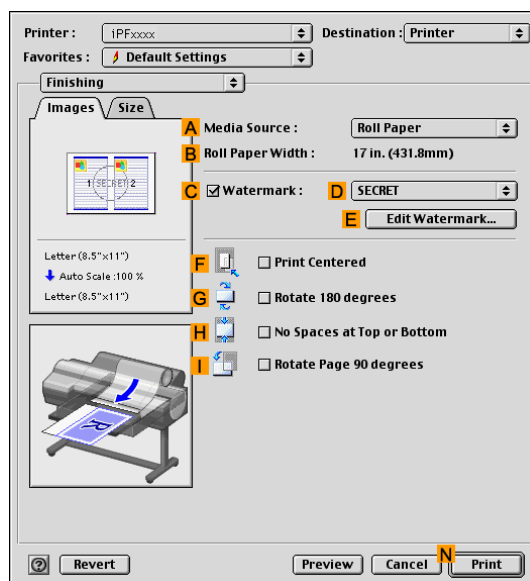 Printer : iPFxxxx Destination : Printer
Favorites : Default Settings
Finishing
Images Size
A Media Source : Roll Paper
B Roll Paper Width : 17 in. (431.8mm)
1 SECRET 2
C Watermark : D SECRET
E Edit Watermark...
Letter (8.5"x11")
Auto Scale :100 %
Letter (8.5"x11")
F Print Centered
G Rotate 180 degrees
H No Spaces at Top or Bottom
I Rotate Page 90 degrees
R
N
? Revert Preview Cancel Print